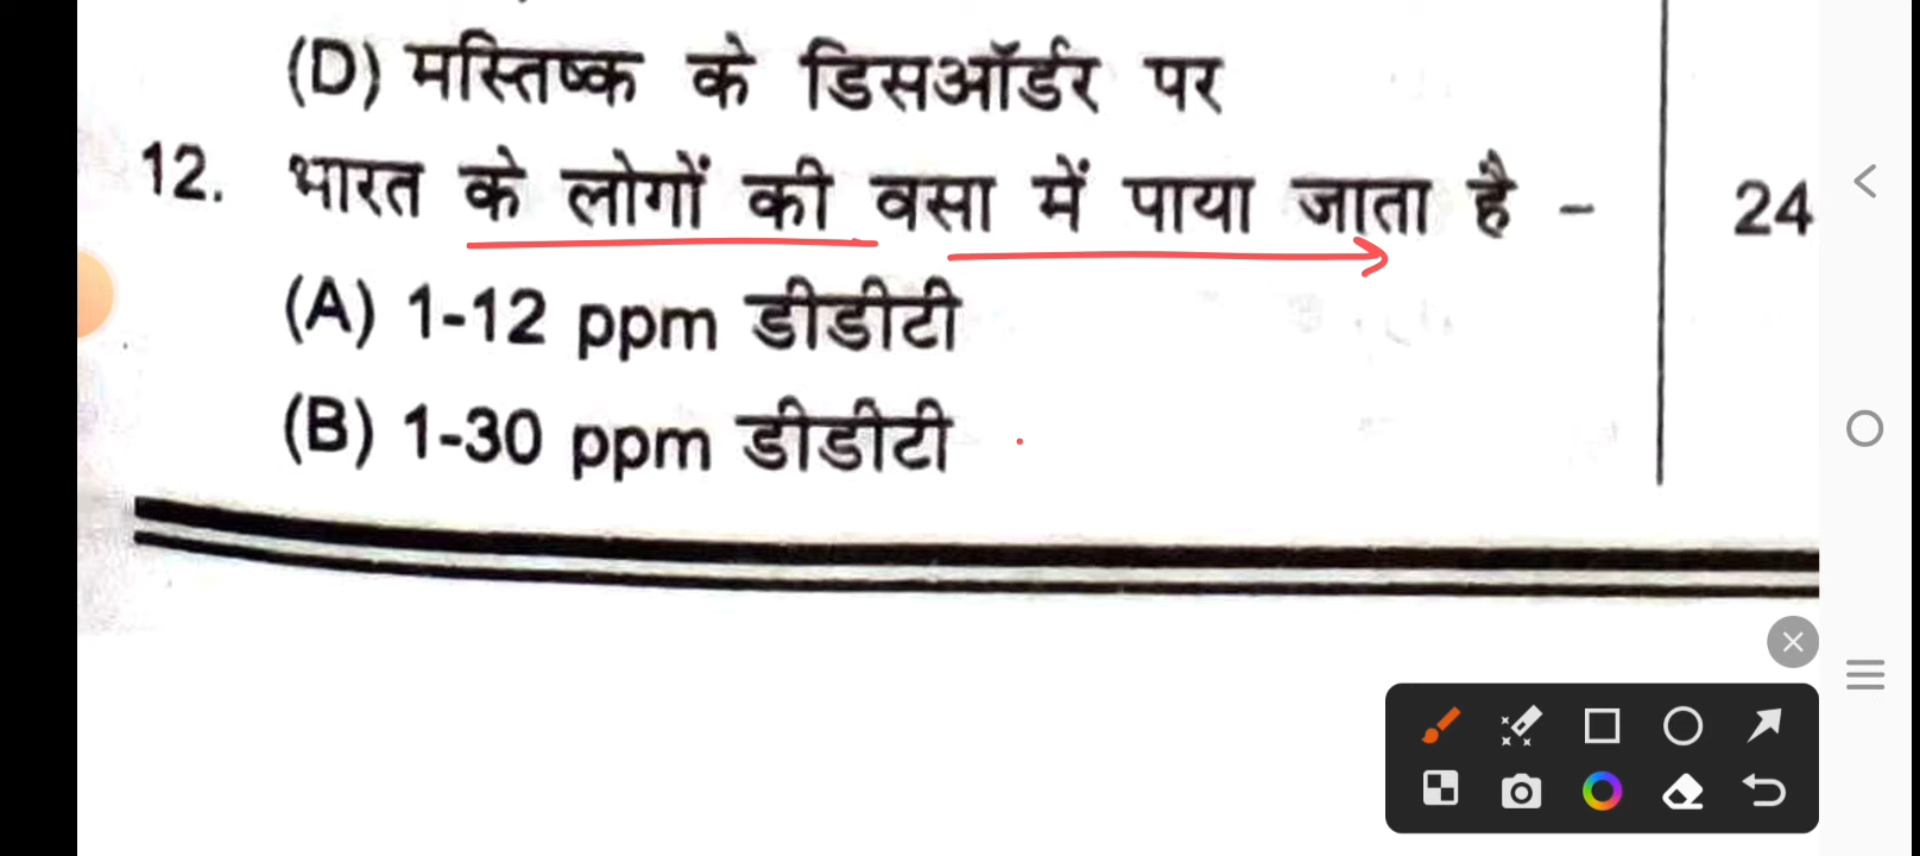 (D) मस्तिष्क के डिसऑर्डर पर
12. भारत के लोगों की वसा में पाया जाता है -
24
(A) 1-12 ppm डीडीटी
(B) 1-30 ppm डीडीटी